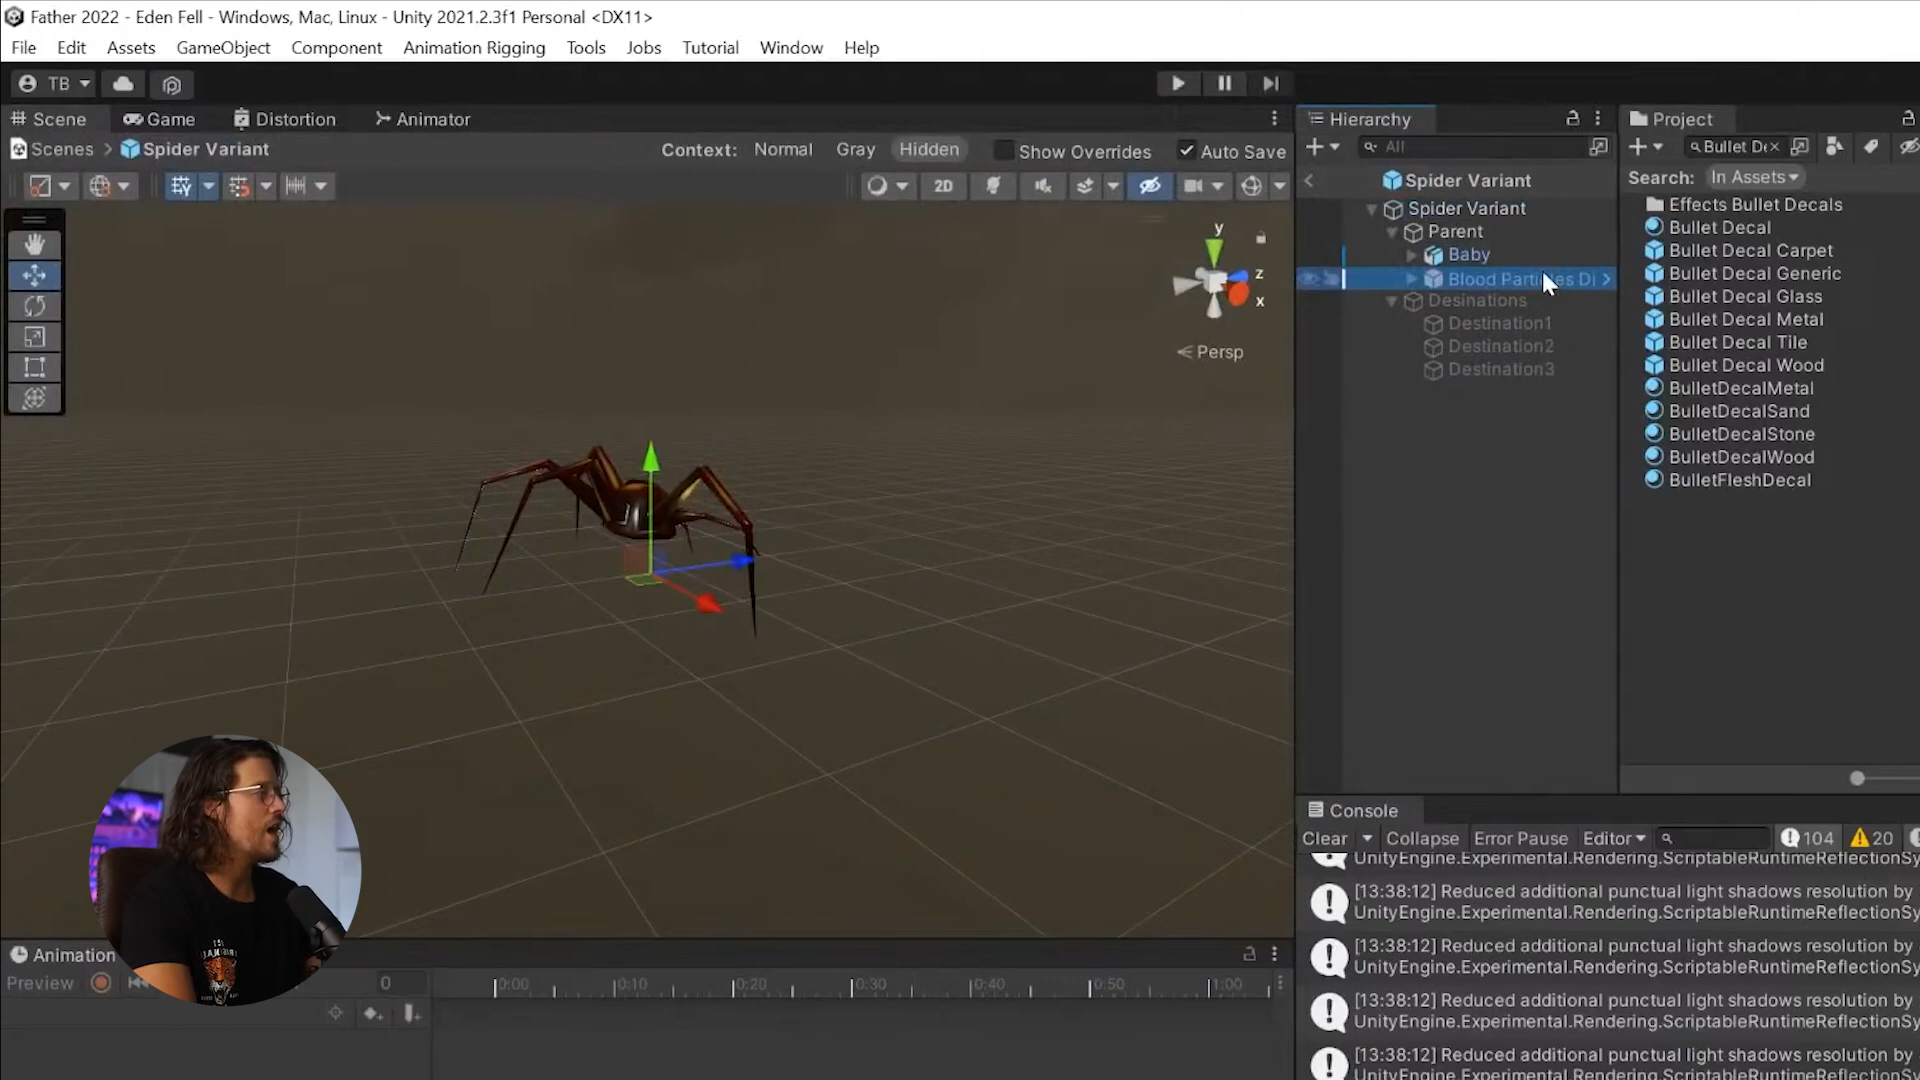 Father 2022 - Eden Fell - Windows, Mac, Linux - Unity 2021.2.3f1 Personal <DX11>
File Edit Assets GameObject Component Animation Rigging Tools Jobs Tutorial Window Help
TB
Scene Game Distortion Animator
Scenes Spider Variant Context: Normal Gray Hidden Show Overrides Auto Save
2D
y
z
x
Persp
Hierarchy
All
Spider Variant
Spider Variant
Parent
Baby
Blood Particles Di
Desinations
Destination1
Destination2
Destination3
Project
Bullet De
Search: In Assets
Effects Bullet Decals
Bullet Decal
Bullet Decal Carpet
Bullet Decal Generic
Bullet Decal Glass
Bullet Decal Metal
Bullet Decal Tile
Bullet Decal Wood
BulletDecalMetal
BulletDecalSand
BulletDecalStone
BulletDecalWood
BulletFleshDecal
Console
Clear Collapse Error Pause Editor 104 20
UnityEngine.Experimental.Rendering.ScriptableRuntimeReflectionSy
[13:38:12] Reduced additional punctual light shadows resolution by
UnityEngine.Experimental.Rendering.ScriptableRuntimeReflectionSy
[13:38:12] Reduced additional punctual light shadows resolution by
UnityEngine.Experimental.Rendering.ScriptableRuntimeReflectionSy
[13:38:12] Reduced additional punctual light shadows resolution by
UnityEngine.Experimental.Rendering.ScriptableRuntimeReflectionSy
[13:38:12] Reduced additional punctual light shadows resolution by
UnityEngine.Experimental.Rendering.ScriptableRuntimeReflectionSy
Animation
Preview 0 0:00 0:10 0:20 0:30 0:40 0:50 1:00